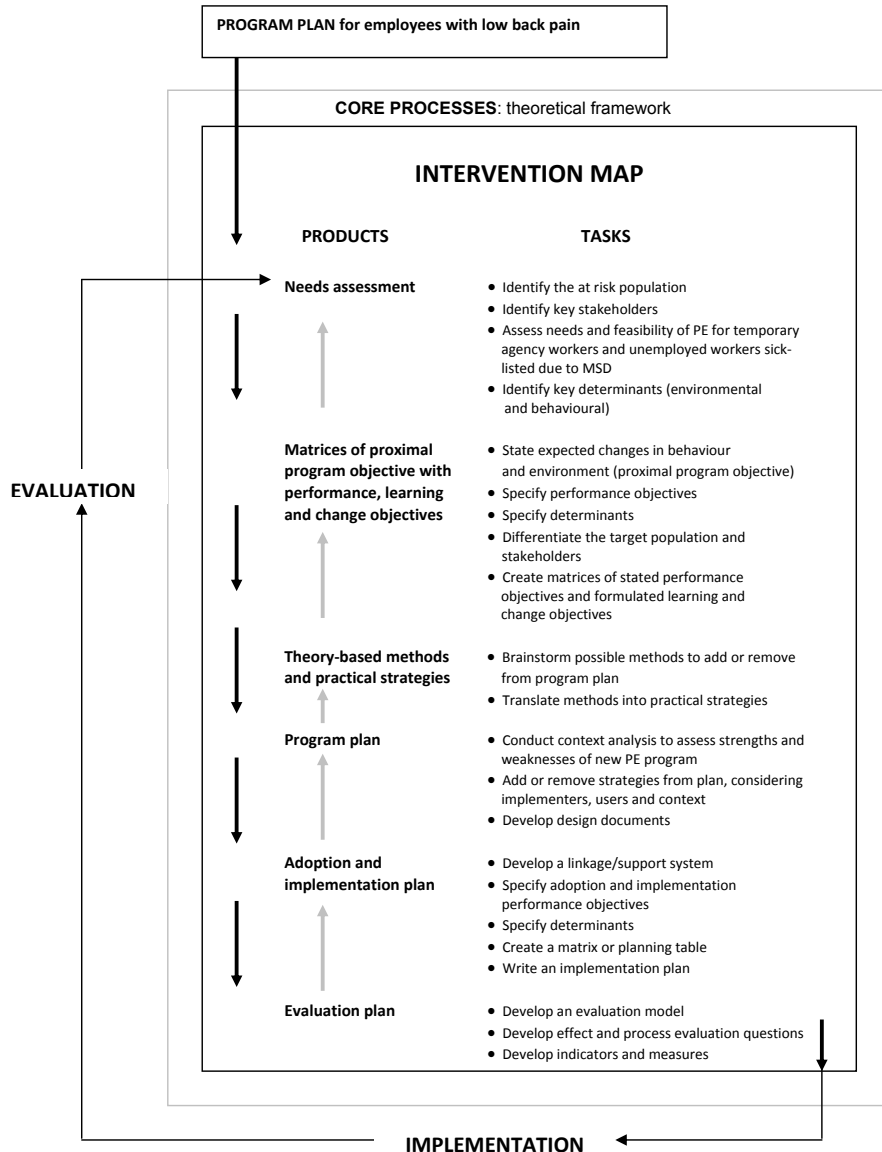 PROGRAM PLAN for employees with low back pain
CORE PROCESSES: theoretical framework
INTERVENTION MAP
PRODUCTS
TASKS
Needs assessment
• Identify the at risk population
• Identify key stakeholders
• Assess needs and feasibility of PE for temporary
agency workers and unemployed workers sick-
listed due to MSD
• Identify key determinants (environmental
and behavioural)
Matrices of proximal
program objective with
performance, learning
and change objectives
• State expected changes in behaviour
and environment (proximal program objective)
• Specify performance objectives
• Specify determinants
• Differentiate the target population and
stakeholders
• Create matrices of stated performance
objectives and formulated learning and
change objectives
EVALUATION
Theory-based methods
and practical strategies
• Brainstorm possible methods to add or remove
from program plan
• Translate methods into practical strategies
Program plan
• Conduct context analysis to assess strengths and
weaknesses of new PE program
• Add or remove strategies from plan, considering
implementers, users and context
• Develop design documents
Adoption and
implementation plan
• Develop a linkage/support system
• Specify adoption and implementation
performance objectives
• Specify determinants
• Create a matrix or planning table
• Write an implementation plan
Evaluation plan
• Develop an evaluation model
• Develop effect and process evaluation questions
• Develop indicators and measures
IMPLEMENTATION